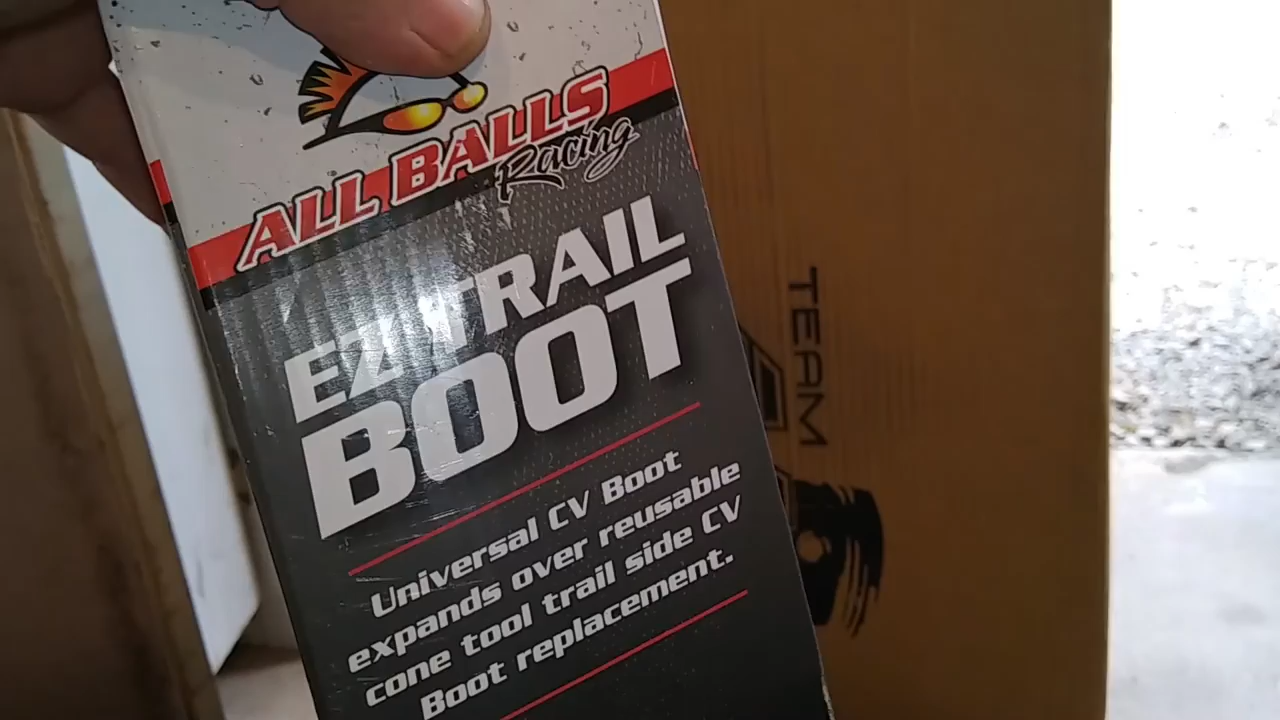 ALL BALLS
Racing
EZ TRAIL
BOOT
Universal CV Boot
expands over reusable
cone tool trail side CV
Boot replacement.
TEAM